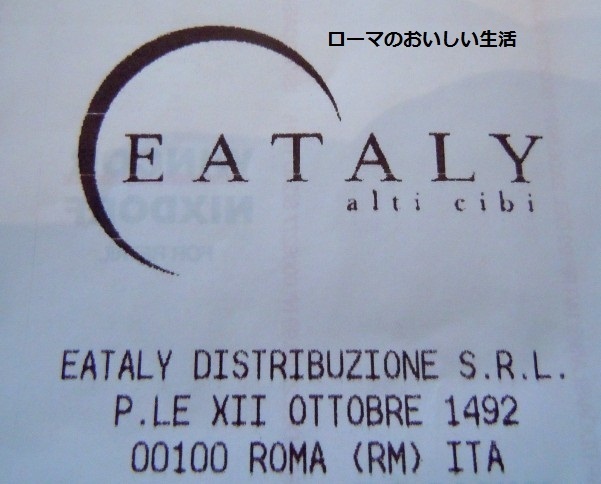 ローマのおいしい生活
EATALY
alti cibi
EATALY DISTRIBUZIONE S.R.L.
P.LE XII OTTOBRE 1492
00100 ROMA (RM) ITA